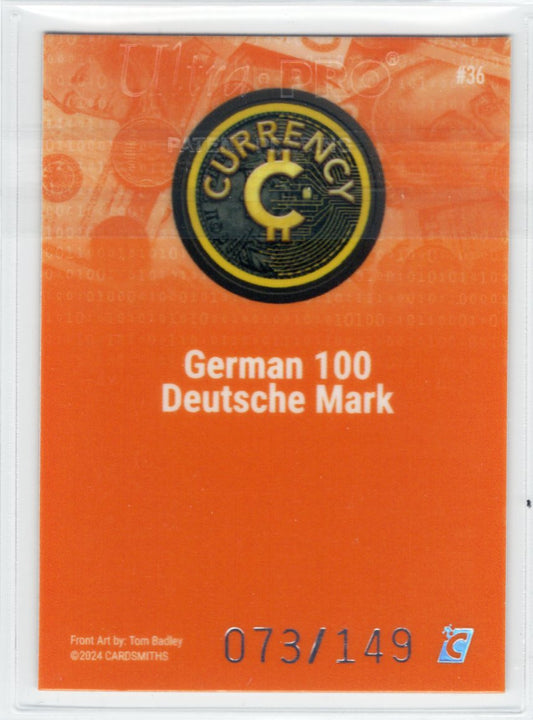 Ultra PRO®
#36
CURRENCY
German 100
Deutsche Mark
Front Art by: Tom Badley
©2024 CARDSMITHS
073/149